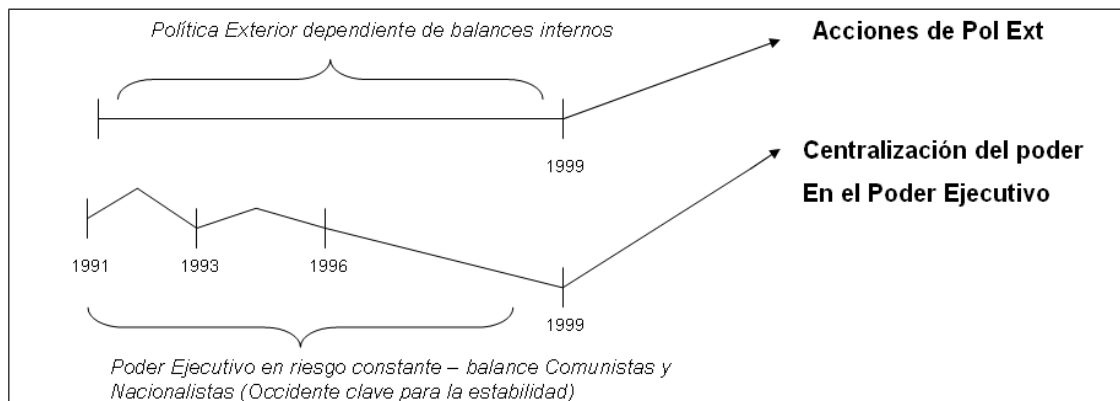 Política Exterior dependiente de balances internos
Acciones de Pol Ext
1999
Centralización del poder
En el Poder Ejecutivo
1991
1993
1996
1999
Poder Ejecutivo en riesgo constante – balance Comunistas y
Nacionalistas (Occidente clave para la estabilidad)